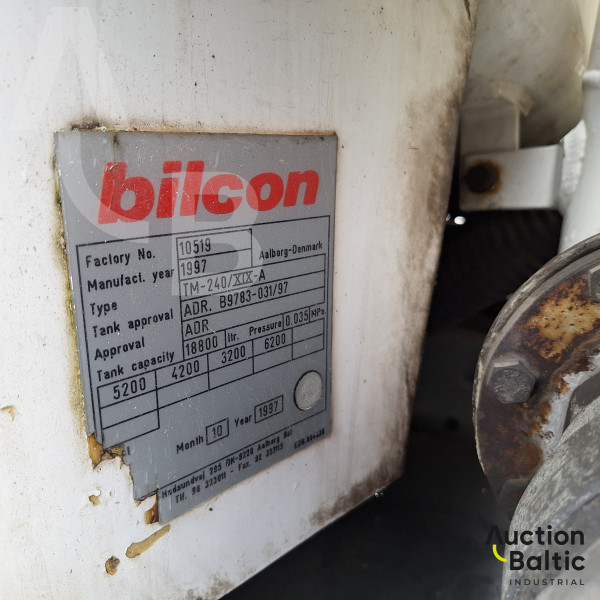 bilcon
Factory No. 10519 Aalborg-Denmark
Manufact. year 1997
Type TM-240/XIX-A
Tank approval ADR. B9783-031/97
Approval ADR
Tank capacity 18800 ltr. Pressure 0.035 MPa.
5200 4200 3200 6200
Month 10 Year 1997
Auction
Baltic
INDUSTRIAL